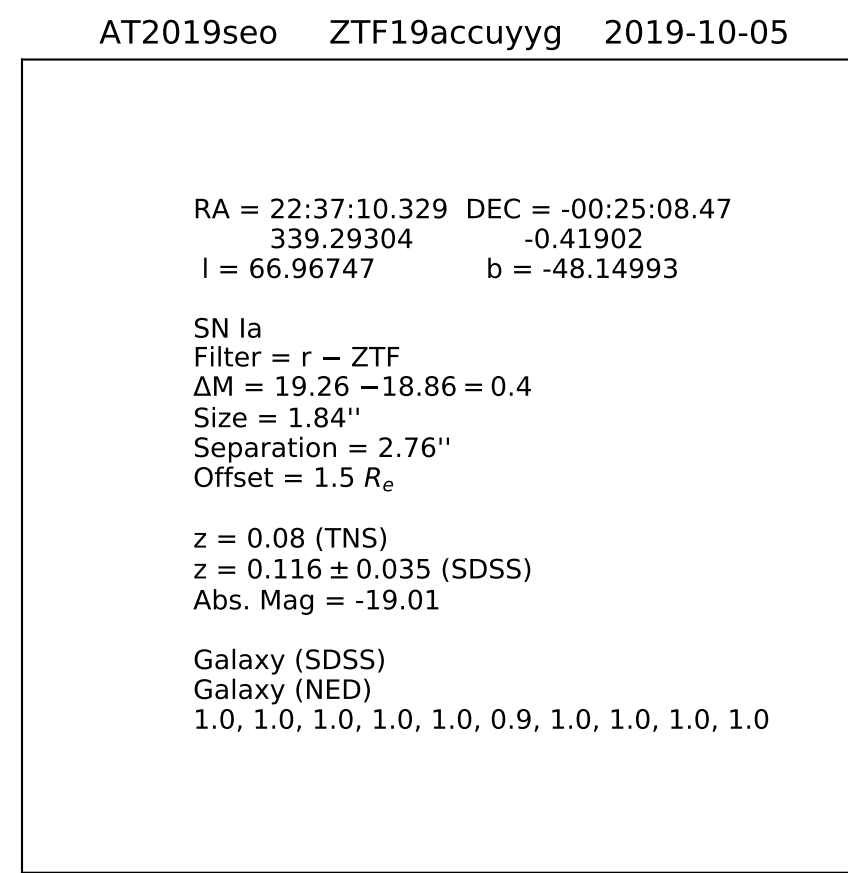 AT2019seo ZTF19accuyyg 2019-10-05
RA = 22:37:10.329 DEC = -00:25:08.47
339.29304 -0.41902
l = 66.96747 b = -48.14993
SN Ia
Filter = r − ZTF
ΔM = 19.26 −18.86 = 0.4
Size = 1.84''
Separation = 2.76''
Offset = 1.5 Re
z = 0.08 (TNS)
z = 0.116 ± 0.035 (SDSS)
Abs. Mag = -19.01
Galaxy (SDSS)
Galaxy (NED)
1.0, 1.0, 1.0, 1.0, 1.0, 0.9, 1.0, 1.0, 1.0, 1.0